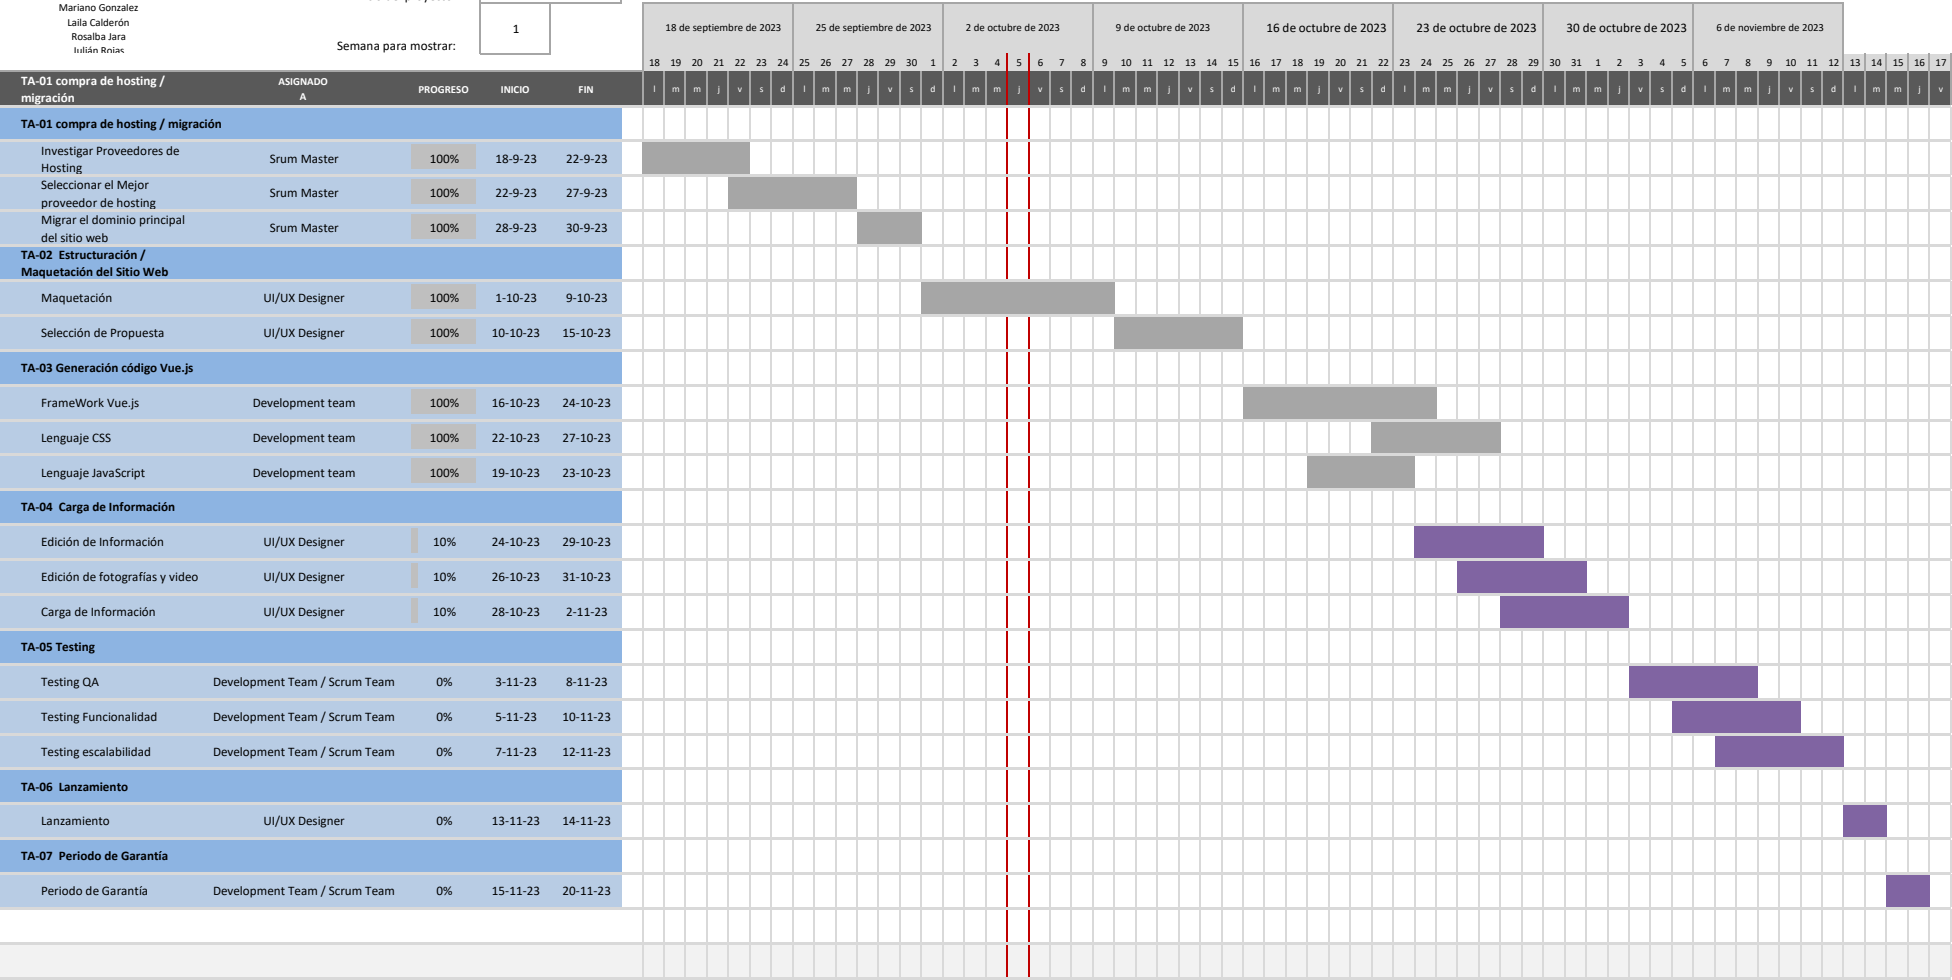 Mariano Gonzalez
Laila Calderón
Rosalba Jara
Julián Rojas
Semana para mostrar:
1
18 de septiembre de 2023 25 de septiembre de 2023 2 de octubre de 2023 9 de octubre de 2023 16 de octubre de 2023 23 de octubre de 2023 30 de octubre de 2023 6 de noviembre de 2023
18 19 20 21 22 23 24 25 26 27 28 29 30 1 2 3 4 5 6 7 8 9 10 11 12 13 14 15 16 17 18 19 20 21 22 23 24 25 26 27 28 29 30 31 1 2 3 4 5 6 7 8 9 10 11 12 13 14 15 16 17
TA-01 compra de hosting /
migración
ASIGNADO
A
PROGRESO INICIO FIN
l m m j v s d l m m j v s d l m m j v s d l m m j v s d l m m j v s d l m m j v s d l m m j v s d l m m j v s d l m m j v
TA-01 compra de hosting / migración
Investigar Proveedores de
Hosting
Srum Master 100% 18-9-23 22-9-23
Seleccionar el Mejor
proveedor de hosting
Srum Master 100% 22-9-23 27-9-23
Migrar el dominio principal
del sitio web
Srum Master 100% 28-9-23 30-9-23
TA-02 Estructuración /
Maquetación del Sitio Web
Maquetación UI/UX Designer 100% 1-10-23 9-10-23
Selección de Propuesta UI/UX Designer 100% 10-10-23 15-10-23
TA-03 Generación código Vue.js
FrameWork Vue.js Development team 100% 16-10-23 24-10-23
Lenguaje CSS Development team 100% 22-10-23 27-10-23
Lenguaje JavaScript Development team 100% 19-10-23 23-10-23
TA-04 Carga de Información
Edición de Información UI/UX Designer 10% 24-10-23 29-10-23
Edición de fotografías y video UI/UX Designer 10% 26-10-23 31-10-23
Carga de Información UI/UX Designer 10% 28-10-23 2-11-23
TA-05 Testing
Testing QA Development Team / Scrum Team 0% 3-11-23 8-11-23
Testing Funcionalidad Development Team / Scrum Team 0% 5-11-23 10-11-23
Testing escalabilidad Development Team / Scrum Team 0% 7-11-23 12-11-23
TA-06 Lanzamiento
Lanzamiento UI/UX Designer 0% 13-11-23 14-11-23
TA-07 Periodo de Garantía
Periodo de Garantía Development Team / Scrum Team 0% 15-11-23 20-11-23